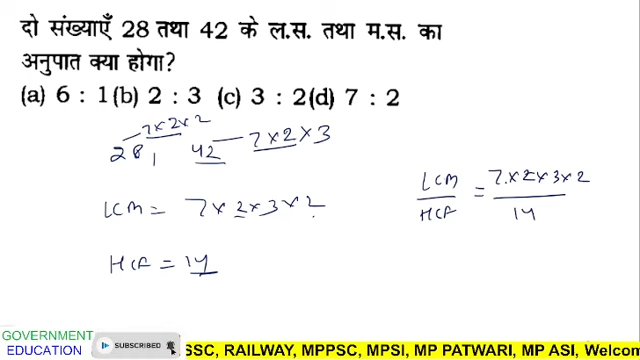 दो संख्याएँ 28 तथा 42 के ल.स. तथा म.स. का
अनुपात क्या होगा?
(a) 6 : 1 (b) 2 : 3 (c) 3 : 2 (d) 7 : 2
7×2×2
28, 42 7×2×3
LCM = 7×2×3×2
HCF = 14
LCM / HCF = 7×2×3×2 / 14
GOVERNMENT
EDUCATION
SUBSCRIBED
SSC, RAILWAY, MPPSC, MPSI, MP PATWARI, MP ASI, Welcom